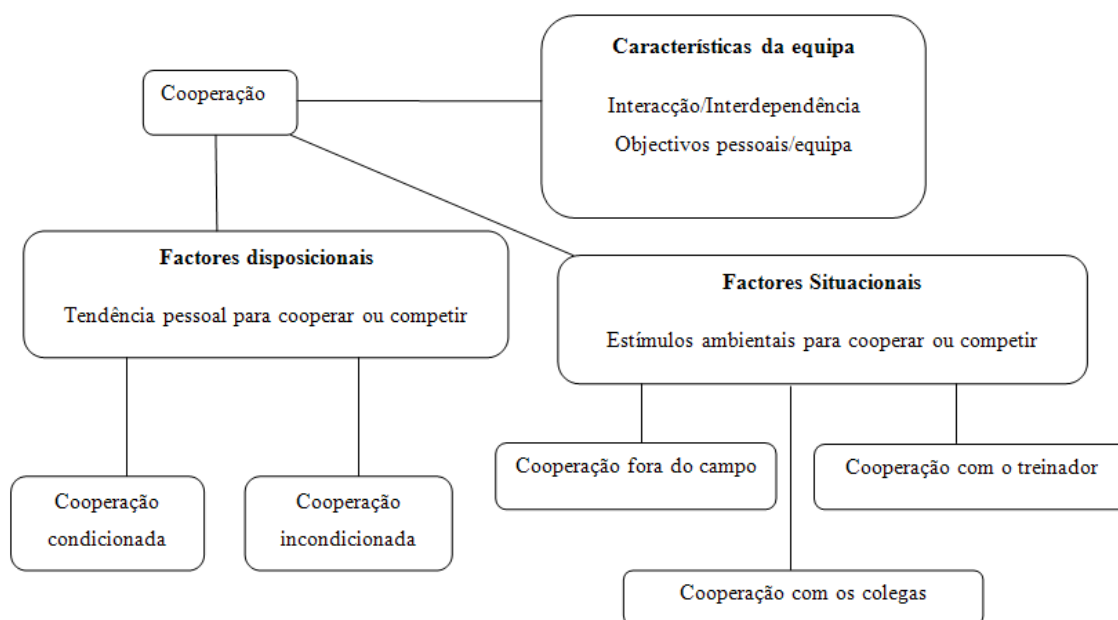 Cooperação
Características da equipa
Interacção/Interdependência
Objectivos pessoais/equipa
Factores disposicionais
Tendência pessoal para cooperar ou competir
Factores Situacionais
Estímulos ambientais para cooperar ou competir
Cooperação
condicionada
Cooperação
incondicionada
Cooperação fora do campo
Cooperação com o treinador
Cooperação com os colegas